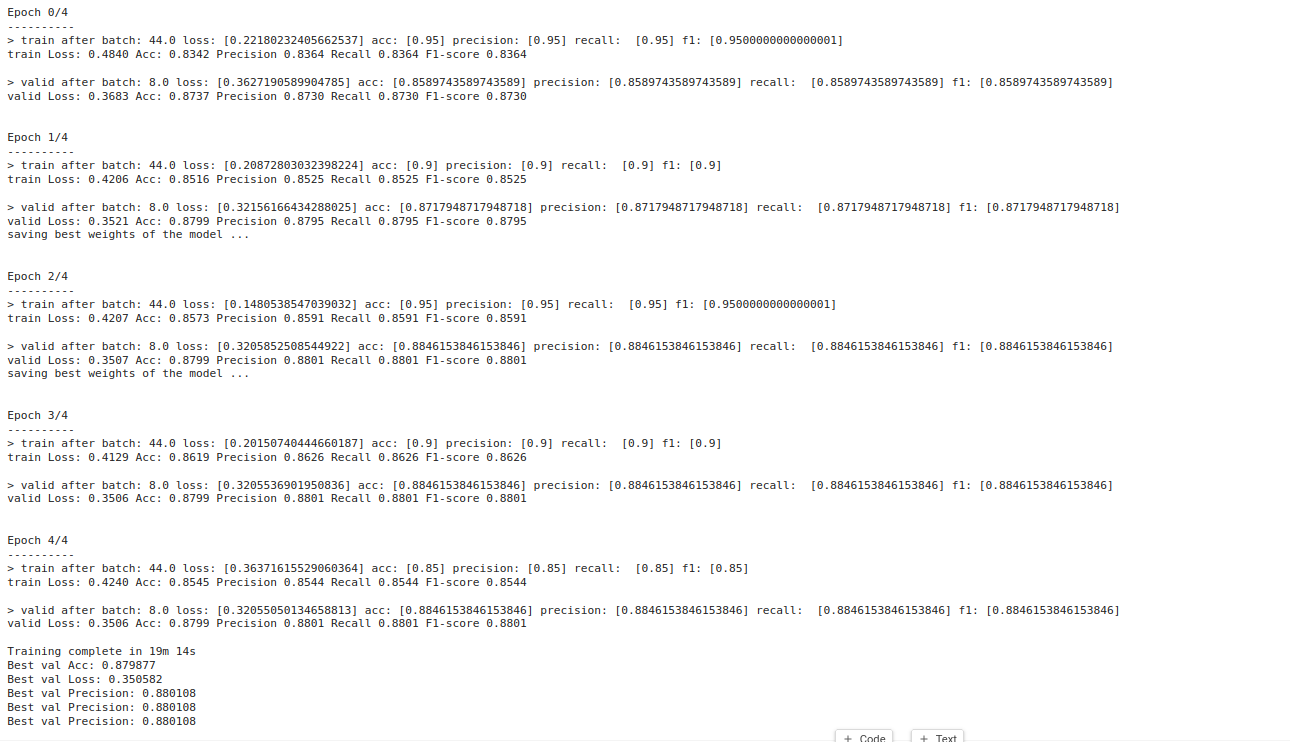 Epoch 0/4
----------
> train after batch: 44.0 loss: [0.22180232405662537] acc: [0.95] precision: [0.95] recall:  [0.95] f1: [0.9500000000000001]
train Loss: 0.4840 Acc: 0.8342 Precision 0.8364 Recall 0.8364 F1-score 0.8364
> valid after batch: 8.0 loss: [0.3627190589904785] acc: [0.8589743589743589] precision: [0.8589743589743589] recall:  [0.8589743589743589] f1: [0.8589743589743589]
valid Loss: 0.3683 Acc: 0.8737 Precision 0.8730 Recall 0.8730 F1-score 0.8730
Epoch 1/4
----------
> train after batch: 44.0 loss: [0.20872803032398224] acc: [0.9] precision: [0.9] recall:  [0.9] f1: [0.9]
train Loss: 0.4206 Acc: 0.8516 Precision 0.8525 Recall 0.8525 F1-score 0.8525
> valid after batch: 8.0 loss: [0.32156166434288025] acc: [0.8717948717948718] precision: [0.8717948717948718] recall:  [0.8717948717948718] f1: [0.8717948717948718]
valid Loss: 0.3521 Acc: 0.8799 Precision 0.8795 Recall 0.8795 F1-score 0.8795
saving best weights of the model ...
Epoch 2/4
----------
> train after batch: 44.0 loss: [0.1480538547039032] acc: [0.95] precision: [0.95] recall:  [0.95] f1: [0.9500000000000001]
train Loss: 0.4207 Acc: 0.8573 Precision 0.8591 Recall 0.8591 F1-score 0.8591
> valid after batch: 8.0 loss: [0.3205852508544922] acc: [0.8846153846153846] precision: [0.8846153846153846] recall:  [0.8846153846153846] f1: [0.8846153846153846]
valid Loss: 0.3507 Acc: 0.8799 Precision 0.8801 Recall 0.8801 F1-score 0.8801
saving best weights of the model ...
Epoch 3/4
----------
> train after batch: 44.0 loss: [0.20150740444660187] acc: [0.9] precision: [0.9] recall:  [0.9] f1: [0.9]
train Loss: 0.4129 Acc: 0.8619 Precision 0.8626 Recall 0.8626 F1-score 0.8626
> valid after batch: 8.0 loss: [0.3205536901950836] acc: [0.8846153846153846] precision: [0.8846153846153846] recall:  [0.8846153846153846] f1: [0.8846153846153846]
valid Loss: 0.3506 Acc: 0.8799 Precision 0.8801 Recall 0.8801 F1-score 0.8801
Epoch 4/4
----------
> train after batch: 44.0 loss: [0.36371615529060364] acc: [0.85] precision: [0.85] recall:  [0.85] f1: [0.85]
train Loss: 0.4240 Acc: 0.8545 Precision 0.8544 Recall 0.8544 F1-score 0.8544
> valid after batch: 8.0 loss: [0.32055050134658813] acc: [0.8846153846153846] precision: [0.8846153846153846] recall:  [0.8846153846153846] f1: [0.8846153846153846]
valid Loss: 0.3506 Acc: 0.8799 Precision 0.8801 Recall 0.8801 F1-score 0.8801
Training complete in 19m 14s
Best val Acc: 0.879877
Best val Loss: 0.350582
Best val Precision: 0.880108
Best val Precision: 0.880108
Best val Precision: 0.880108
+ Code + Text